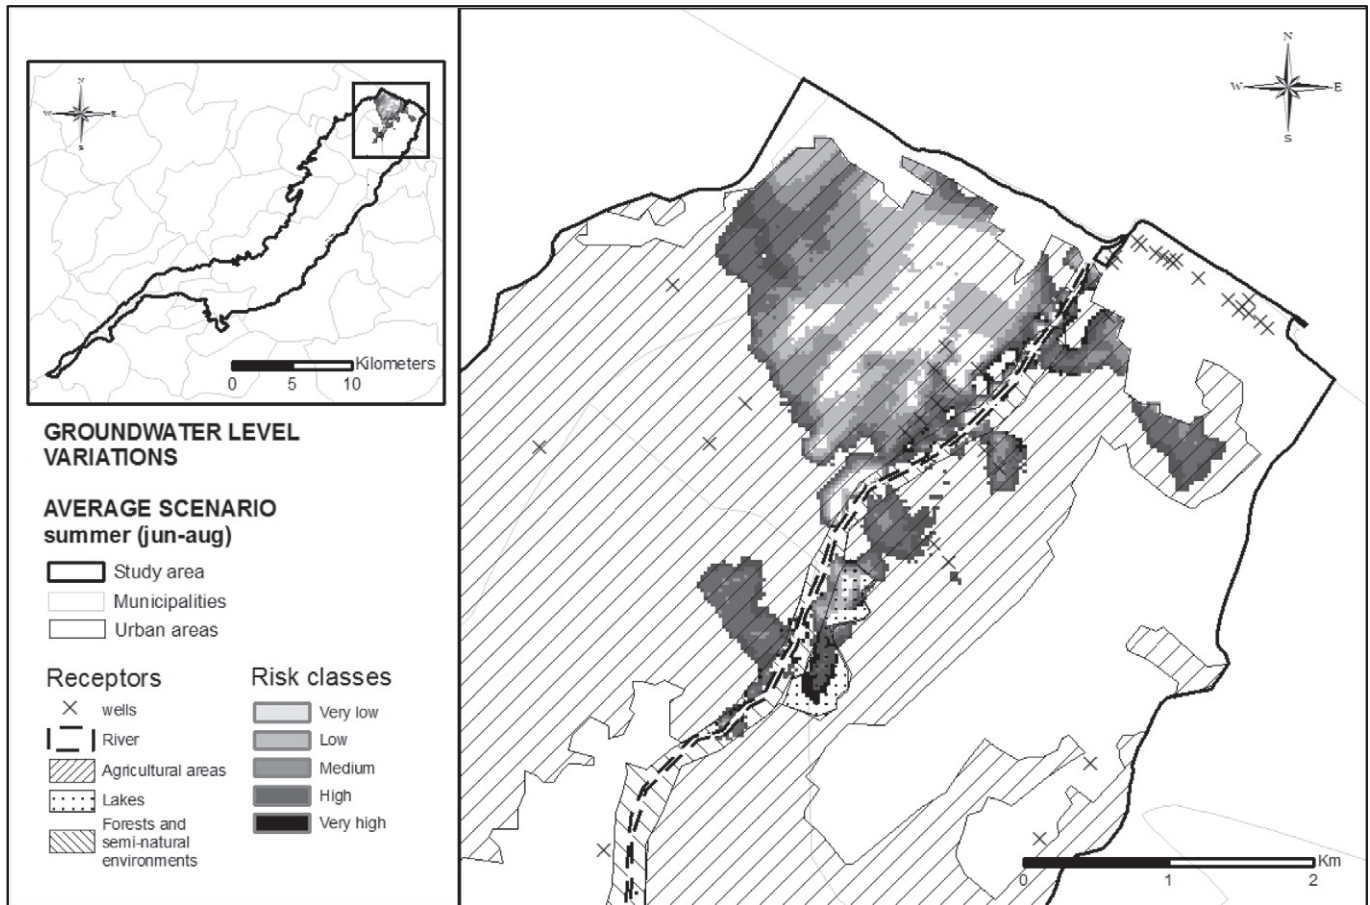 N
W E
S
Kilometers
0 5 10
GROUNDWATER LEVEL
VARIATIONS
AVERAGE SCENARIO
summer (jun-aug)
Study area
Municipalities
Urban areas
Receptors
wells
River
Agricultural areas
Lakes
Forests and
semi-natural
environments
Risk classes
Very low
Low
Medium
High
Very high
N
W E
S
Km
0 1 2